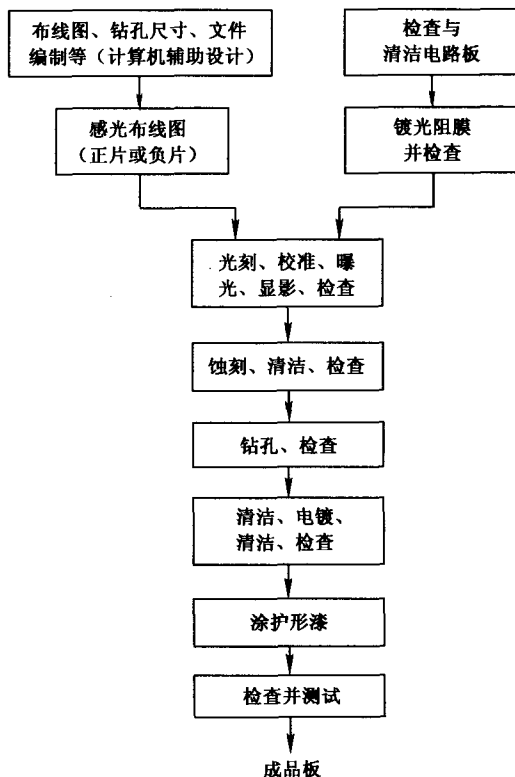 布线图、钻孔尺寸、文件
编制等（计算机辅助设计）
检查与
清洁电路板
感光布线图
（正片或负片）
镀光阻膜
并检查
光刻、校准、曝
光、显影、检查
蚀刻、清洁、检查
钻孔、检查
清洁、电镀、
清洁、检查
涂护形漆
检查并测试
成品板